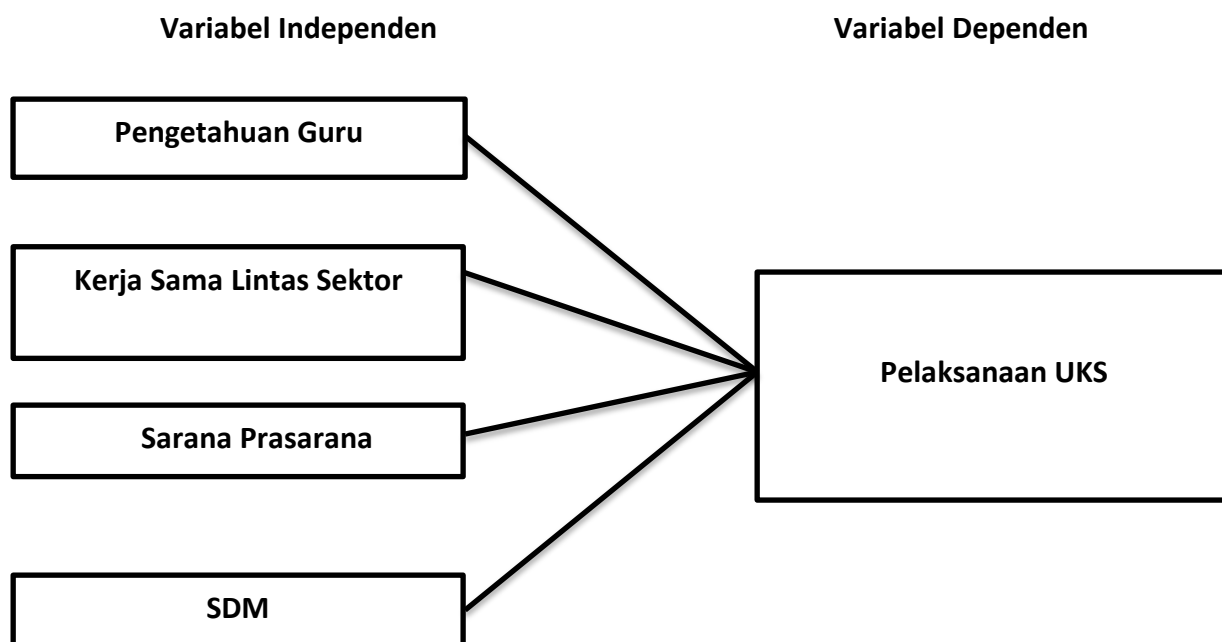 Variabel Independen
Variabel Dependen
Pengetahuan Guru
Kerja Sama Lintas Sektor
Pelaksanaan UKS
Sarana Prasarana
SDM